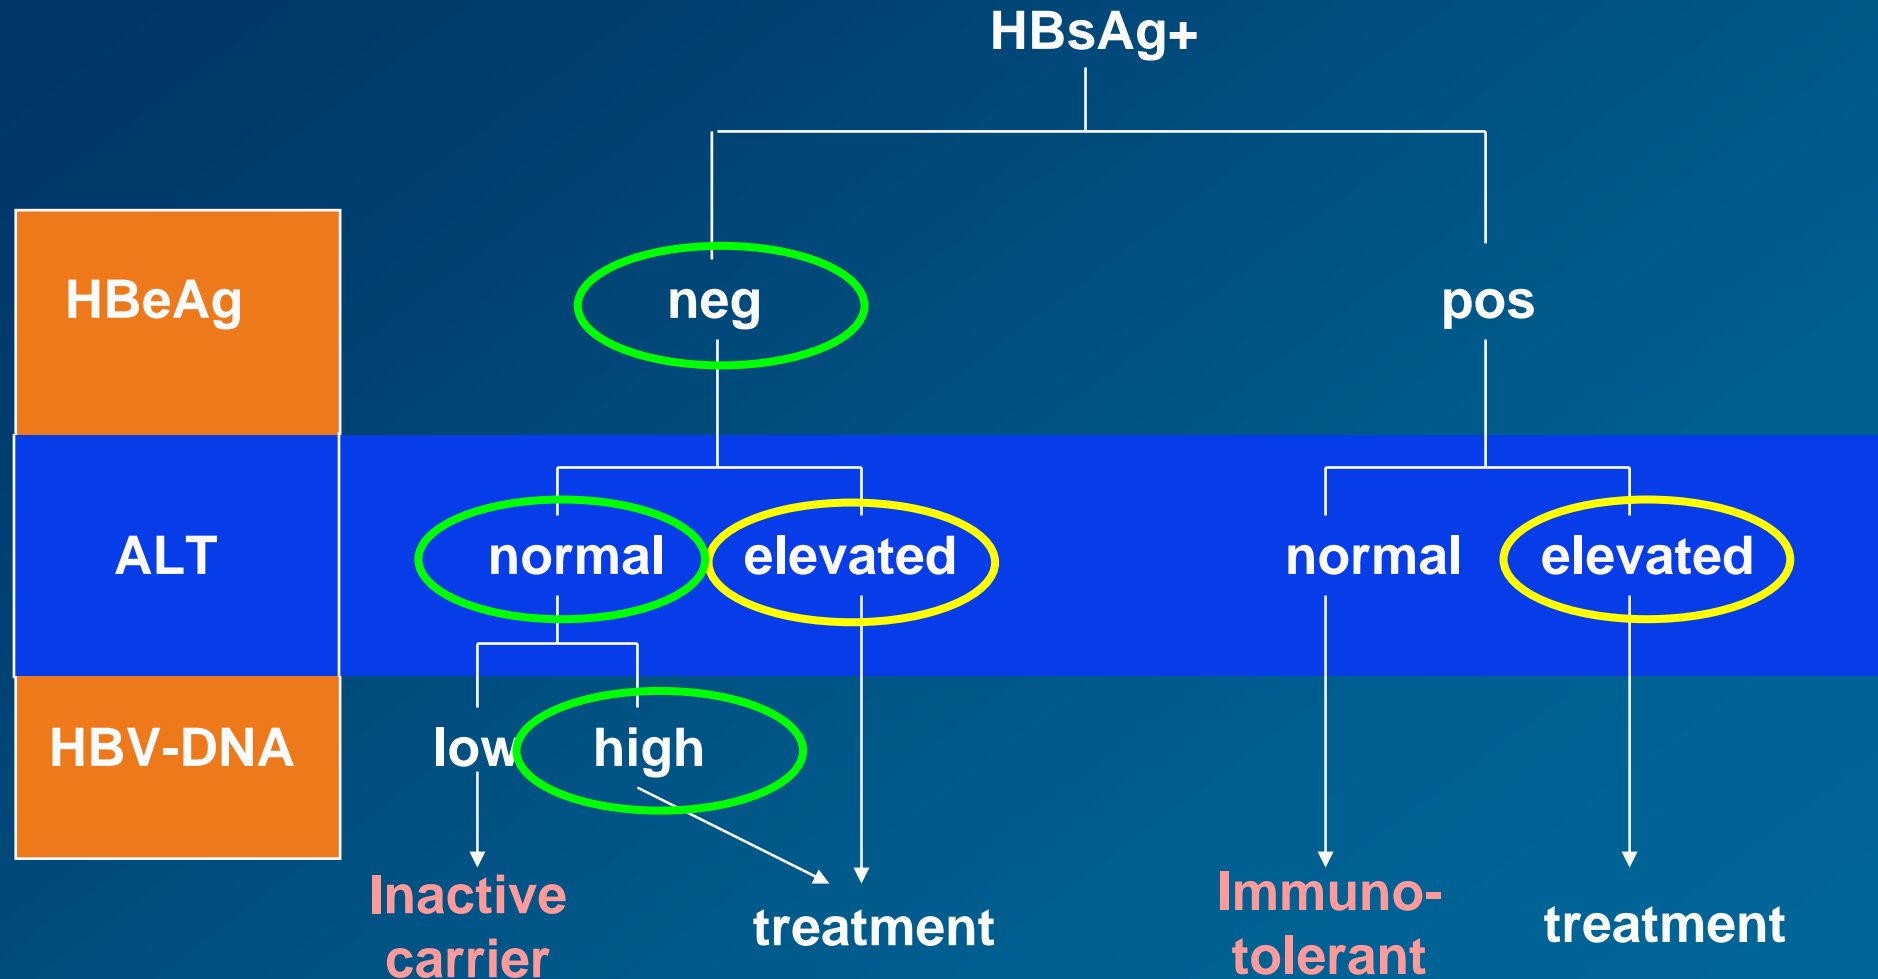 HBsAg+
HBeAg neg pos
ALT normal elevated normal elevated
HBV-DNA low high
Inactive
carrier
treatment
Immuno-
tolerant
treatment